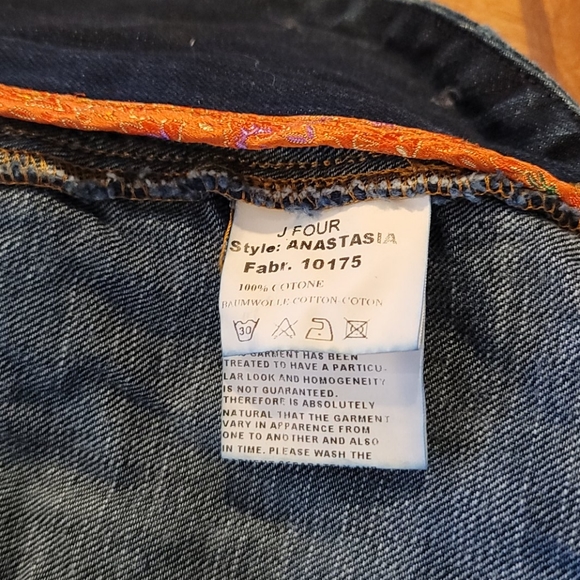 J FOUR
Style: ANASTASIA
Fabr. 10175
100% COTONE
BAUMWOLLE COTTON COTON
30
GARMENT HAS BEEN
TREATED TO HAVE A PARTICU-
LAR LOOK AND HOMOGENEITY
IS NOT GUARANTEED.
THEREFORE IS ABSOLUTELY
NATURAL THAT THE GARMENT
VARY IN APPARENCE FROM
ONE TO ANOTHER AND ALSO
IN TIME. PLEASE WASH THE